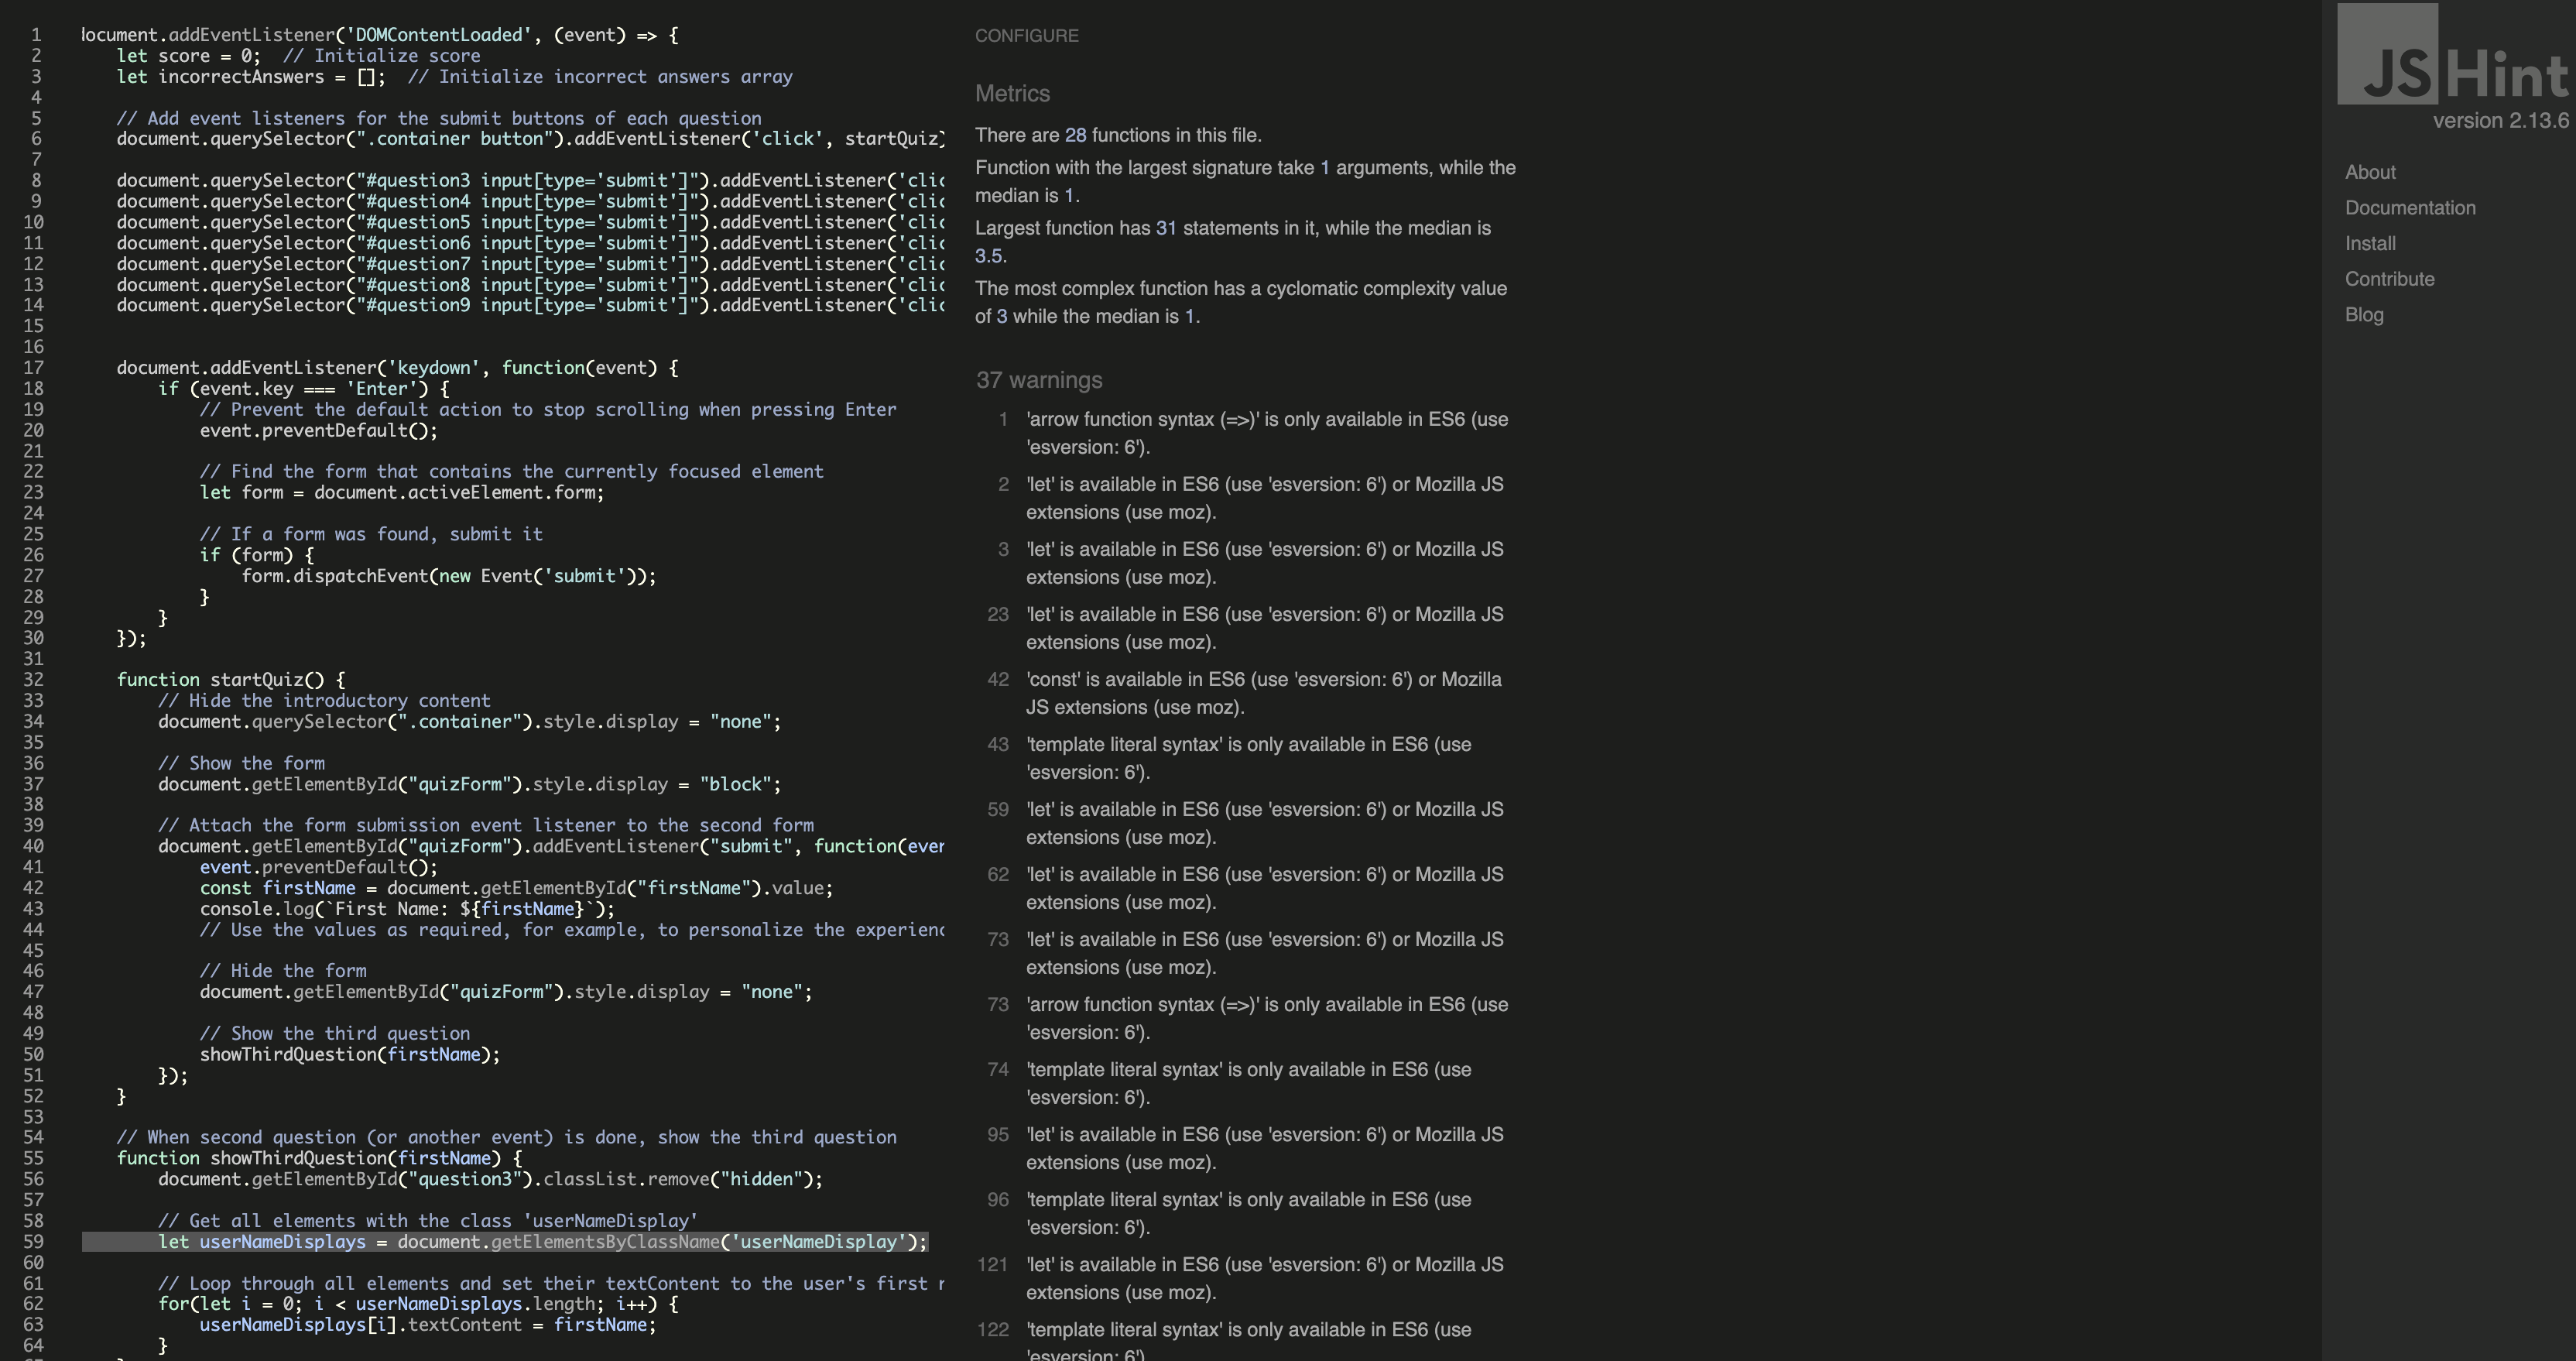 1 document.addEventListener('DOMContentLoaded', (event) => {
2 let score = 0; // Initialize score
3 let incorrectAnswers = []; // Initialize incorrect answers array
4
5 // Add event listeners for the submit buttons of each question
6 document.querySelector(".container button").addEventListener('click', startQuiz)
7
8 document.querySelector("#question3 input[type='submit']").addEventListener('clic
9 document.querySelector("#question4 input[type='submit']").addEventListener('clic
10 document.querySelector("#question5 input[type='submit']").addEventListener('clic
11 document.querySelector("#question6 input[type='submit']").addEventListener('clic
12 document.querySelector("#question7 input[type='submit']").addEventListener('clic
13 document.querySelector("#question8 input[type='submit']").addEventListener('clic
14 document.querySelector("#question9 input[type='submit']").addEventListener('clic
15
16
17 document.addEventListener('keydown', function(event) {
18 if (event.key === 'Enter') {
19 // Prevent the default action to stop scrolling when pressing Enter
20 event.preventDefault();
21
22 // Find the form that contains the currently focused element
23 let form = document.activeElement.form;
24
25 // If a form was found, submit it
26 if (form) {
27 form.dispatchEvent(new Event('submit'));
28 }
29 }
30 });
31
32 function startQuiz() {
33 // Hide the introductory content
34 document.querySelector(".container").style.display = "none";
35
36 // Show the form
37 document.getElementById("quizForm").style.display = "block";
38
39 // Attach the form submission event listener to the second form
40 document.getElementById("quizForm").addEventListener("submit", function(even
41 event.preventDefault();
42 const firstName = document.getElementById("firstName").value;
43 console.log(`First Name: ${firstName}`);
44 // Use the values as required, for example, to personalize the experienc
45
46 // Hide the form
47 document.getElementById("quizForm").style.display = "none";
48
49 // Show the third question
50 showThirdQuestion(firstName);
51 });
52 }
53
54 // When second question (or another event) is done, show the third question
55 function showThirdQuestion(firstName) {
56 document.getElementById("question3").classList.remove("hidden");
57
58 // Get all elements with the class 'userNameDisplay'
59 let userNameDisplays = document.getElementsByClassName('userNameDisplay');
60
61 // Loop through all elements and set their textContent to the user's first
62 for(let i = 0; i < userNameDisplays.length; i++) {
63 userNameDisplays[i].textContent = firstName;
64 }
CONFIGURE
Metrics
There are 28 functions in this file.
Function with the largest signature take 1 arguments, while the
median is 1.
Largest function has 31 statements in it, while the median is
3.5.
The most complex function has a cyclomatic complexity value
of 3 while the median is 1.
37 warnings
1 'arrow function syntax (=>)' is only available in ES6 (use
'esversion: 6').
2 'let' is available in ES6 (use 'esversion: 6') or Mozilla JS
extensions (use moz).
3 'let' is available in ES6 (use 'esversion: 6') or Mozilla JS
extensions (use moz).
23 'let' is available in ES6 (use 'esversion: 6') or Mozilla JS
extensions (use moz).
42 'const' is available in ES6 (use 'esversion: 6') or Mozilla
JS extensions (use moz).
43 'template literal syntax' is only available in ES6 (use
'esversion: 6').
59 'let' is available in ES6 (use 'esversion: 6') or Mozilla JS
extensions (use moz).
62 'let' is available in ES6 (use 'esversion: 6') or Mozilla JS
extensions (use moz).
73 'let' is available in ES6 (use 'esversion: 6') or Mozilla JS
extensions (use moz).
73 'arrow function syntax (=>)' is only available in ES6 (use
'esversion: 6').
74 'template literal syntax' is only available in ES6 (use
'esversion: 6').
95 'let' is available in ES6 (use 'esversion: 6') or Mozilla JS
extensions (use moz).
96 'template literal syntax' is only available in ES6 (use
'esversion: 6').
121 'let' is available in ES6 (use 'esversion: 6') or Mozilla JS
extensions (use moz).
122 'template literal syntax' is only available in ES6 (use
'esversion: 6')
JSHint
version 2.13.6
About
Documentation
Install
Contribute
Blog